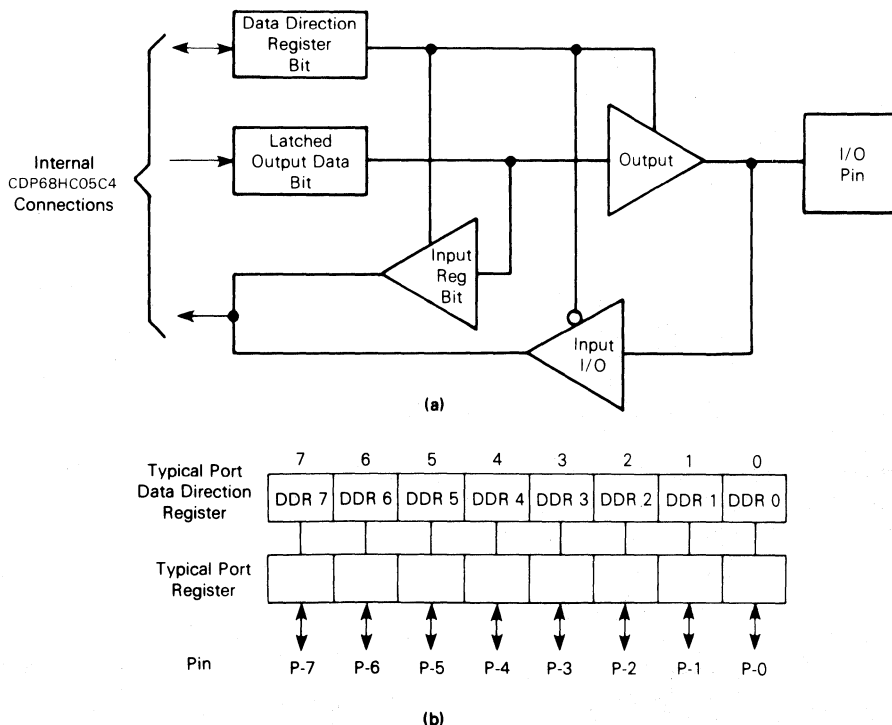 Data Direction
Register
Bit
Latched
Output Data
Bit
Output
I/O
Pin
Internal
CDP68HC05C4
Connections
Input
Reg
Bit
Input
I/O
(a)
7 6 5 4 3 2 1 0
Typical Port
Data Direction
Register
DDR 7 DDR 6 DDR 5 DDR 4 DDR 3 DDR 2 DDR 1 DDR 0
Typical Port
Register
Pin P-7 P-6 P-5 P-4 P-3 P-2 P-1 P-0
(b)